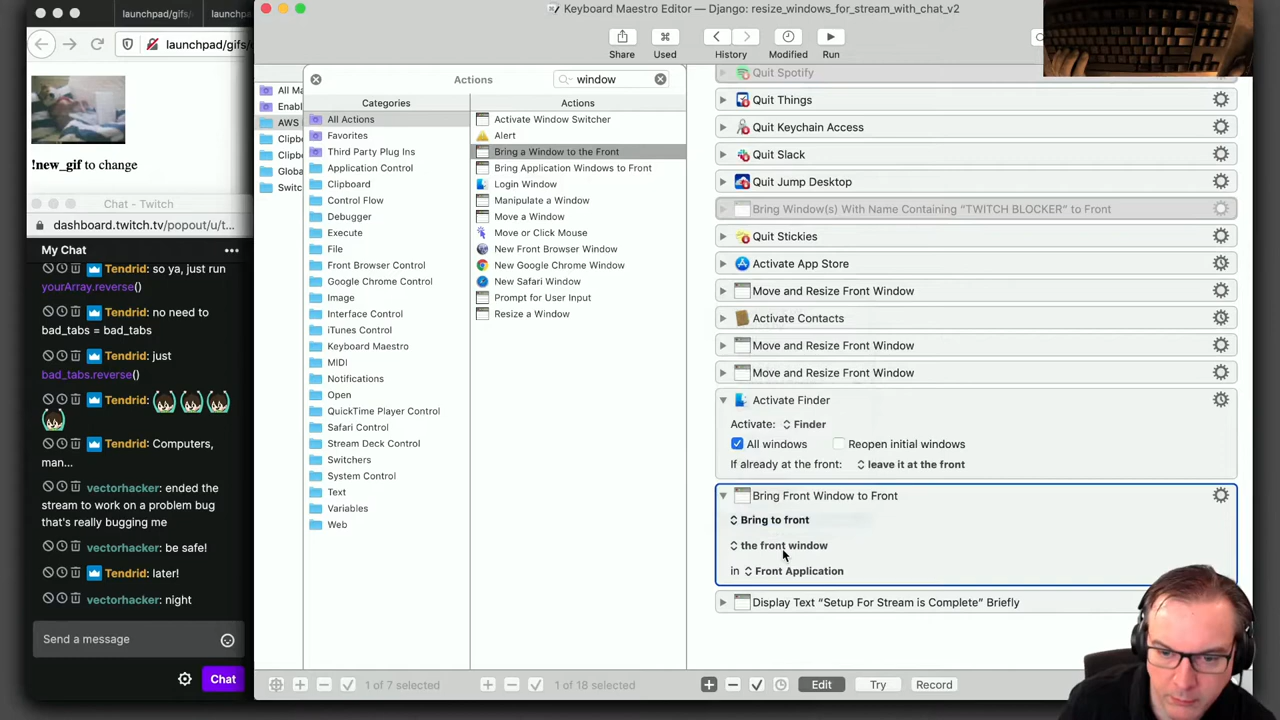 launchpad/gifs/
launchpad/g
Keyboard Maestro Editor — Django: resize_windows_for_stream_with_chat_v2
launchpad/gifs/
!new_gif to change
Chat - Twitch
dashboard.twitch.tv/popout/u/t...
My Chat
Tendrid: so ya, just run
yourArray.reverse()
Tendrid: no need to
bad_tabs = bad_tabs
Tendrid: just
bad_tabs.reverse()
Tendrid:
Tendrid: Computers,
man...
vectorhacker: ended the
stream to work on a problem bug
that's really bugging me
vectorhacker: be safe!
Tendrid: later!
vectorhacker: night
Send a message
Chat
Share
Used
History
Modified
Run
All Ma
Enabl
AWS
Clipb
Clipb
Globa
Switc
Actions
window
Categories
All Actions
Favorites
Third Party Plug Ins
Application Control
Clipboard
Control Flow
Debugger
Execute
File
Front Browser Control
Google Chrome Control
Image
Interface Control
iTunes Control
Keyboard Maestro
MIDI
Notifications
Open
QuickTime Player Control
Safari Control
Stream Deck Control
Switchers
System Control
Text
Variables
Web
Actions
Activate Window Switcher
Alert
Bring a Window to the Front
Bring Application Windows to Front
Login Window
Manipulate a Window
Move a Window
Move or Click Mouse
New Front Browser Window
New Google Chrome Window
New Safari Window
Prompt for User Input
Resize a Window
1 of 7 selected
1 of 18 selected
Quit Spotify
Quit Things
Quit Keychain Access
Quit Slack
Quit Jump Desktop
Bring Window(s) With Name Containing “TWITCH BLOCKER” to Front
Quit Stickies
Activate App Store
Move and Resize Front Window
Activate Contacts
Move and Resize Front Window
Move and Resize Front Window
Activate Finder
Activate: Finder
All windows Reopen initial windows
If already at the front: leave it at the front
Bring Front Window to Front
Bring to front
the front window
in Front Application
Display Text “Setup For Stream is Complete” Briefly
Edit
Try
Record